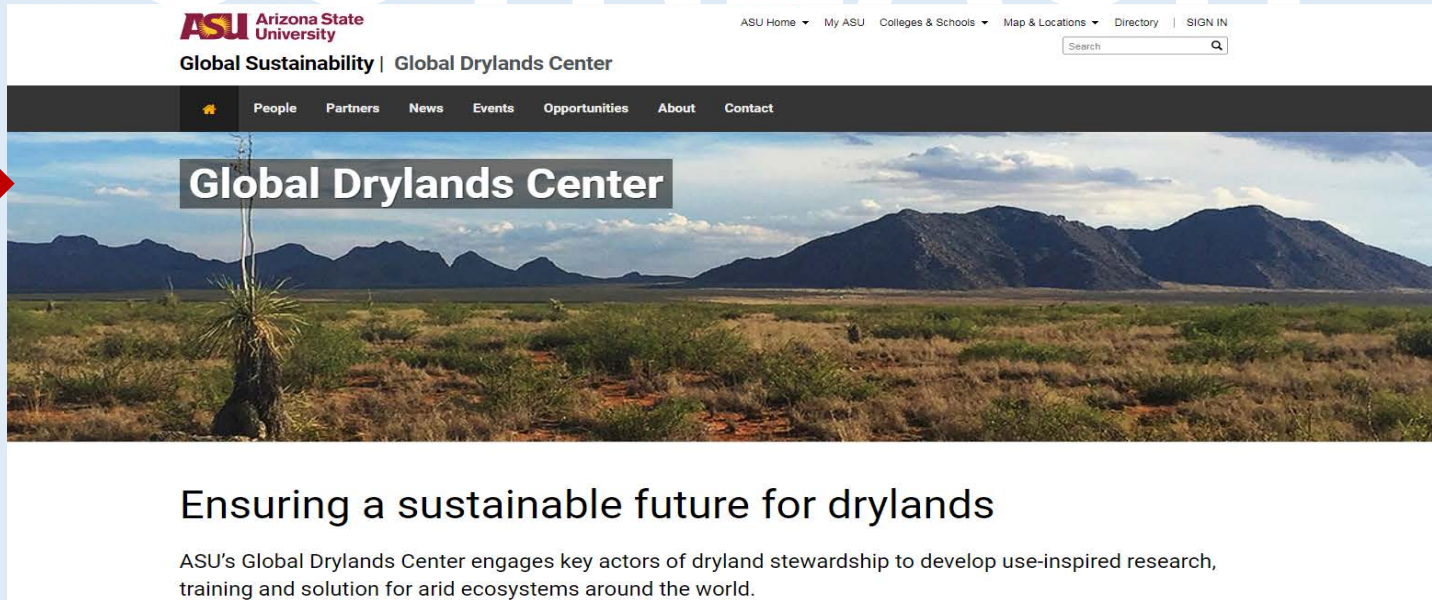 ASU Arizona State University
ASU Home My ASU Colleges & Schools Map & Locations Directory | SIGN IN
Search
Global Sustainability | Global Drylands Center
People Partners News Events Opportunities About Contact
Global Drylands Center
Ensuring a sustainable future for drylands
ASU's Global Drylands Center engages key actors of dryland stewardship to develop use-inspired research,
training and solution for arid ecosystems around the world.